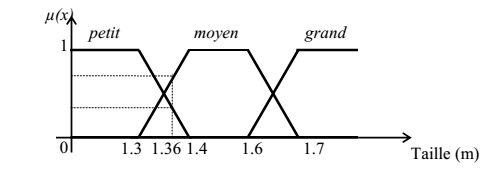 µ(x)
petit moyen grand
1
0 1.3 1.36 1.4 1.6 1.7
Taille (m)